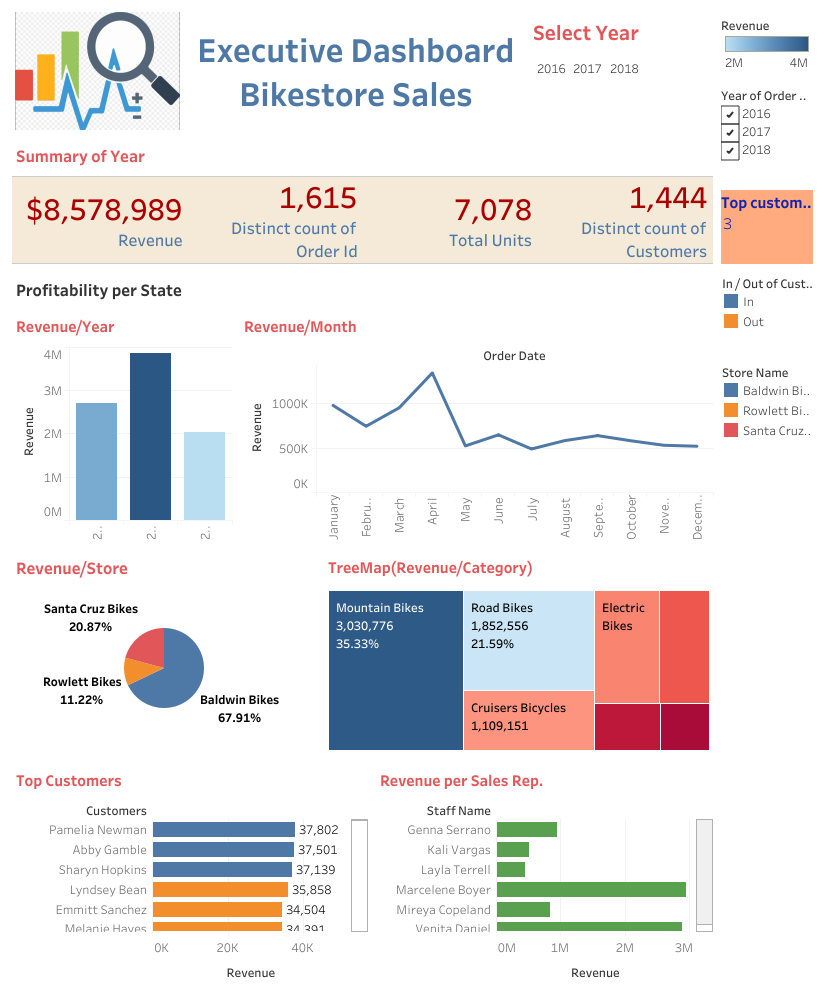 Executive Dashboard
Bikestore Sales
Select Year
2016 2017 2018
Revenue
2M 4M
Year of Order ..
2016
2017
2018
Summary of Year
$8,578,989
Revenue
1,615
Distinct count of
Order Id
7,078
Total Units
1,444
Distinct count of
Customers
Top custom..
3
In / Out of Cust..
In
Out
Store Name
Baldwin Bi..
Rowlett Bi..
Santa Cruz..
Profitability per State
Revenue/Year
Revenue
4M
3M
2M
1M
0M
2..
2..
2..
Revenue/Month
Order Date
Revenue
1000K
500K
0K
January
Febru..
March
April
May
June
July
August
Septe..
October
Nove..
Decem..
Revenue/Store
Santa Cruz Bikes
20.87%
Rowlett Bikes
11.22%
Baldwin Bikes
67.91%
TreeMap(Revenue/Category)
Mountain Bikes
3,030,776
35.33%
Road Bikes
1,852,556
21.59%
Cruisers Bicycles
1,109,151
Electric
Bikes
Top Customers
Customers
Pamelia Newman 37,802
Abby Gamble 37,501
Sharyn Hopkins 37,139
Lyndsey Bean 35,858
Emmitt Sanchez 34,504
Melanie Hayes 34,391
0K 20K 40K
Revenue
Revenue per Sales Rep.
Staff Name
Genna Serrano
Kali Vargas
Layla Terrell
Marcelene Boyer
Mireya Copeland
Venita Daniel
0M 1M 2M 3M
Revenue